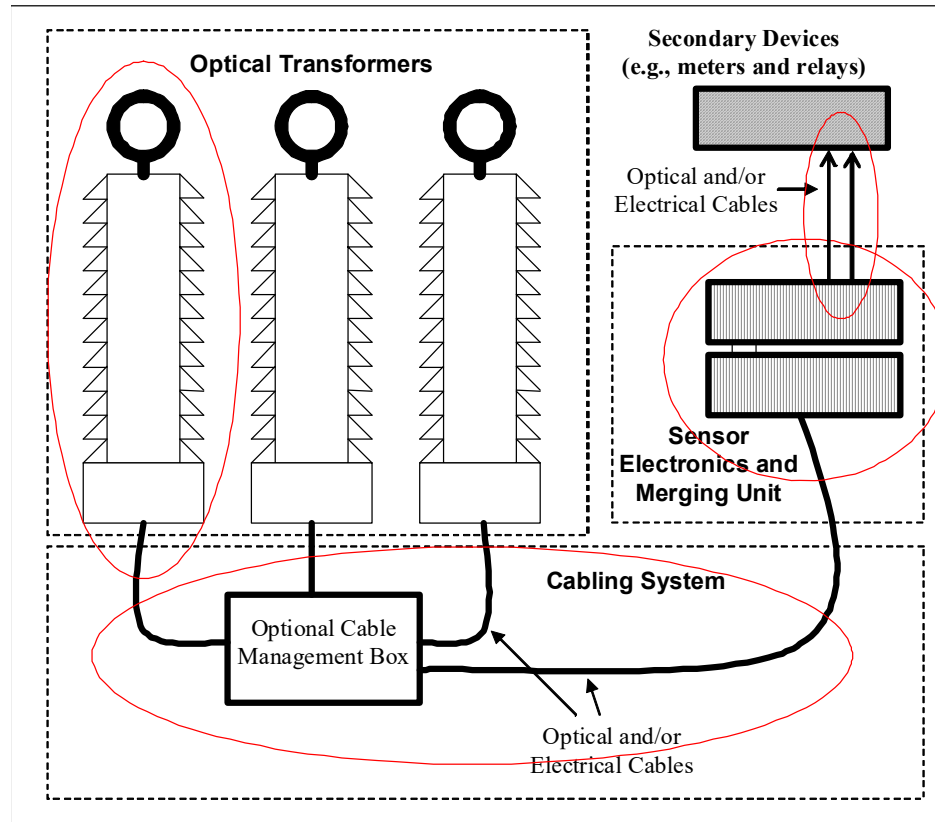 Optical Transformers
Secondary Devices
(e.g., meters and relays)
Optical and/or
Electrical Cables
Sensor
Electronics and
Merging Unit
Cabling System
Optional Cable
Management Box
Optical and/or
Electrical Cables